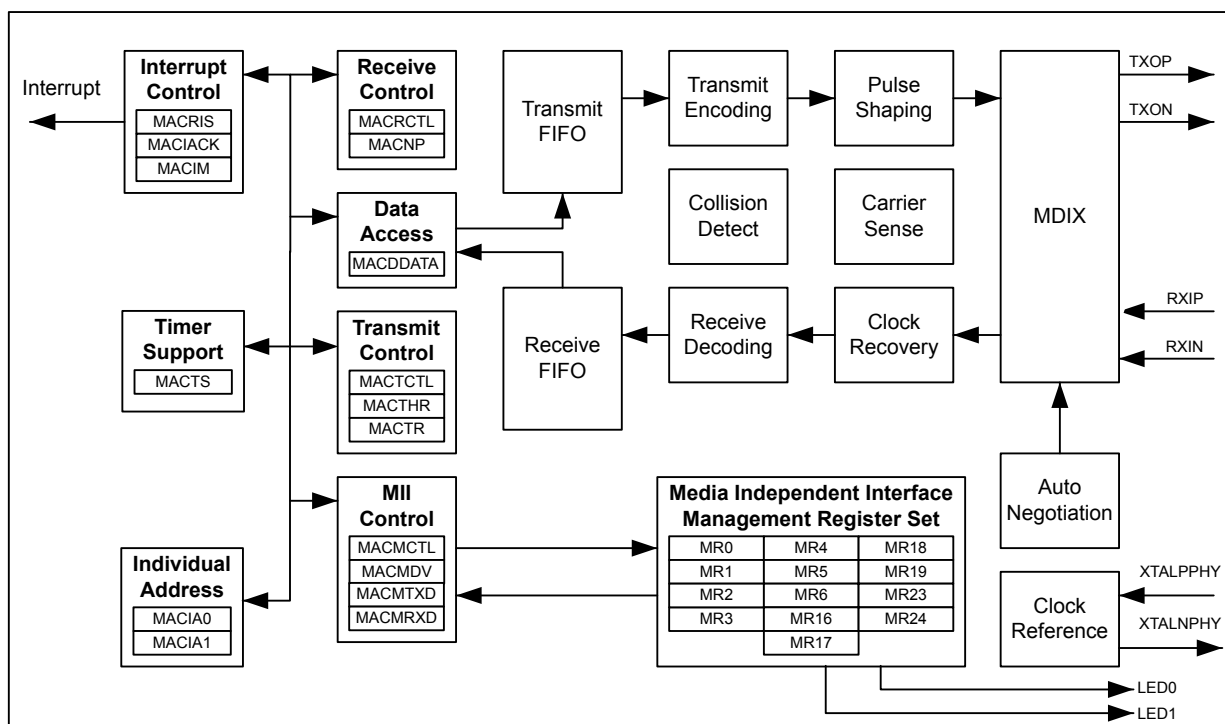 Interrupt
Interrupt
Control
MACRIS
MACIACK
MACIM
Receive
Control
MACRCTL
MACNP
Data
Access
MACDDATA
Timer
Support
MACTS
Transmit
Control
MACTCTL
MACTHR
MACTR
Individual
Address
MACIA0
MACIA1
MII
Control
MACMCTL
MACMDV
MACMTXD
MACMRXD
Transmit
FIFO
Transmit
Encoding
Pulse
Shaping
Collision
Detect
Carrier
Sense
Receive
FIFO
Receive
Decoding
Clock
Recovery
MDIX
TXOP
TXON
RXIP
RXIN
Auto
Negotiation
Media Independent Interface
Management Register Set
MR0 MR4 MR18
MR1 MR5 MR19
MR2 MR6 MR23
MR3 MR16 MR24
MR17
Clock
Reference
XTALPPHY
XTALNPHY
LED0
LED1